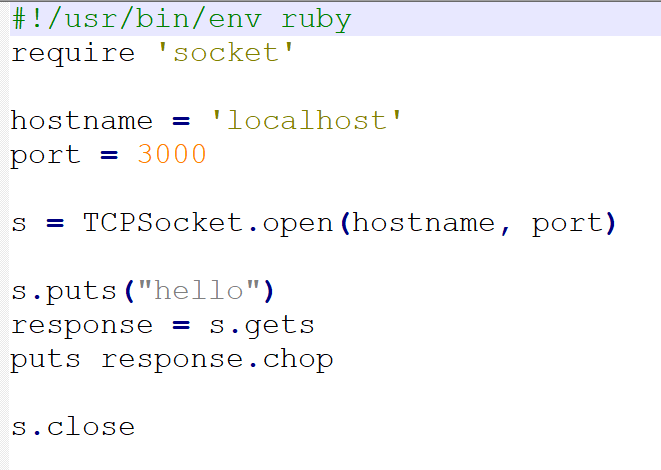 #!/usr/bin/env ruby
require 'socket'
hostname = 'localhost'
port = 3000
s = TCPSocket.open(hostname, port)
s.puts("hello")
response = s.gets
puts response.chop
s.close